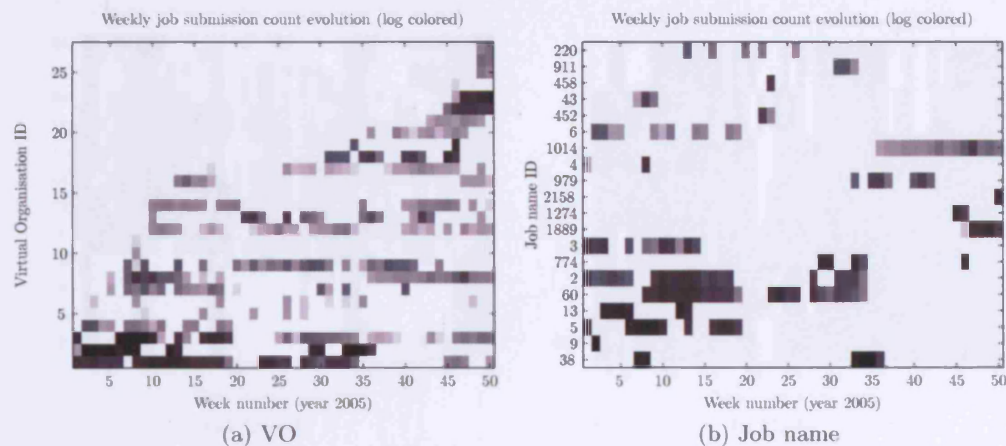 Weekly job submission count evolution (log colored)
25
20
15
10
5
Virtual Organisation ID
5 10 15 20 25 30 35 40 45 50
Week number (year 2005)
(a) VO
Weekly job submission count evolution (log colored)
220
911
458
43
452
6
1014
4
979
2158
1274
1689
3
774
2
60
13
5
9
38
Job name ID
5 10 15 20 25 30 35 40 45 50
Week number (year 2005)
(b) Job name